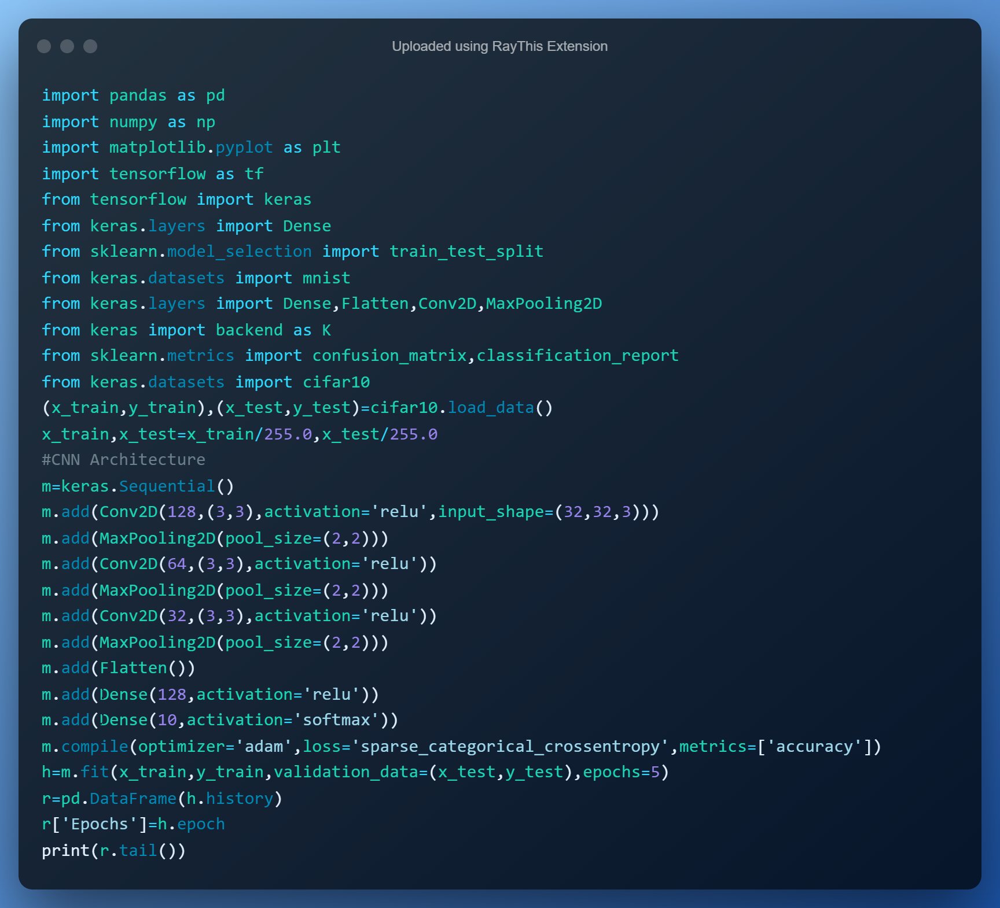 Uploaded using RayThis Extension
import pandas as pd
import numpy as np
import matplotlib.pyplot as plt
import tensorflow as tf
from tensorflow import keras
from keras.layers import Dense
from sklearn.model_selection import train_test_split
from keras.datasets import mnist
from keras.layers import Dense,Flatten,Conv2D,MaxPooling2D
from keras import backend as K
from sklearn.metrics import confusion_matrix,classification_report
from keras.datasets import cifar10
(x_train,y_train),(x_test,y_test)=cifar10.load_data()
x_train,x_test=x_train/255.0,x_test/255.0
#CNN Architecture
m=keras.Sequential()
m.add(Conv2D(128,(3,3),activation='relu',input_shape=(32,32,3)))
m.add(MaxPooling2D(pool_size=(2,2)))
m.add(Conv2D(64,(3,3),activation='relu'))
m.add(MaxPooling2D(pool_size=(2,2)))
m.add(Conv2D(32,(3,3),activation='relu'))
m.add(MaxPooling2D(pool_size=(2,2)))
m.add(Flatten())
m.add(Dense(128,activation='relu'))
m.add(Dense(10,activation='softmax'))
m.compile(optimizer='adam',loss='sparse_categorical_crossentropy',metrics=['accuracy'])
h=m.fit(x_train,y_train,validation_data=(x_test,y_test),epochs=5)
r=pd.DataFrame(h.history)
r['Epochs']=h.epoch
print(r.tail())